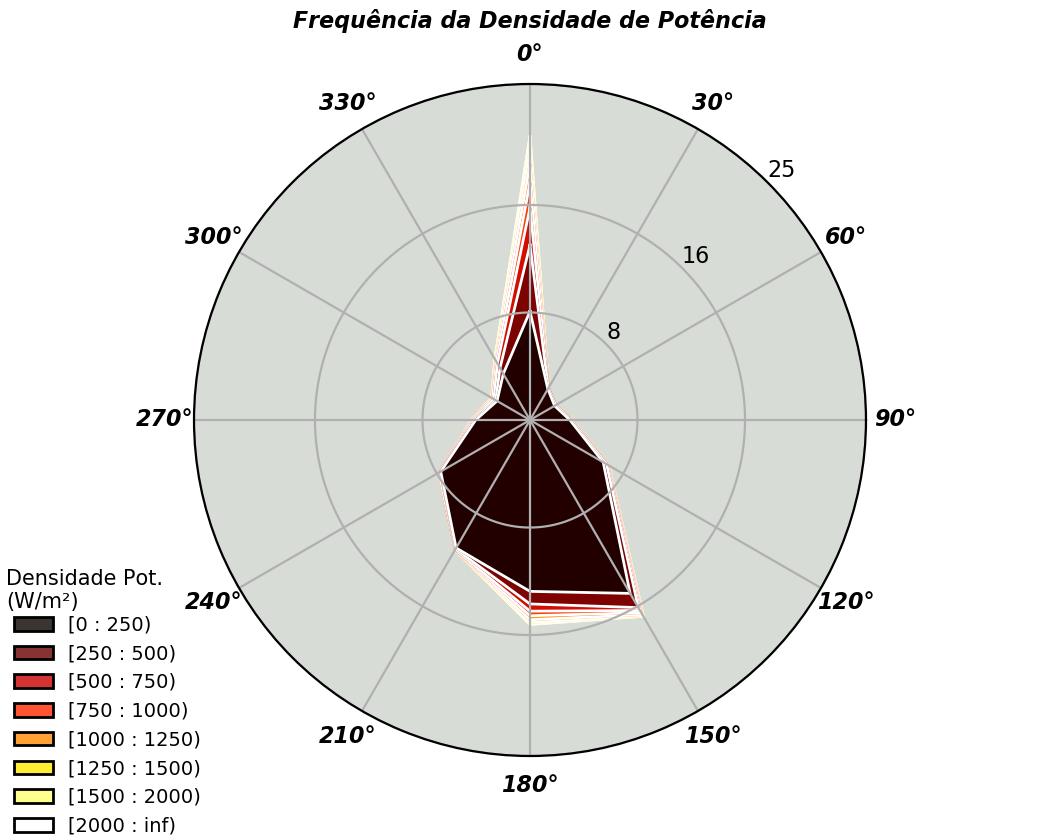 Frequência da Densidade de Potência
0°
330°
30°
25
300°
60°
16
8
270°
90°
240°
120°
210°
150°
180°
Densidade Pot.
(W/m²)
[0 : 250)
[250 : 500)
[500 : 750)
[750 : 1000)
[1000 : 1250)
[1250 : 1500)
[1500 : 2000)
[2000 : inf)